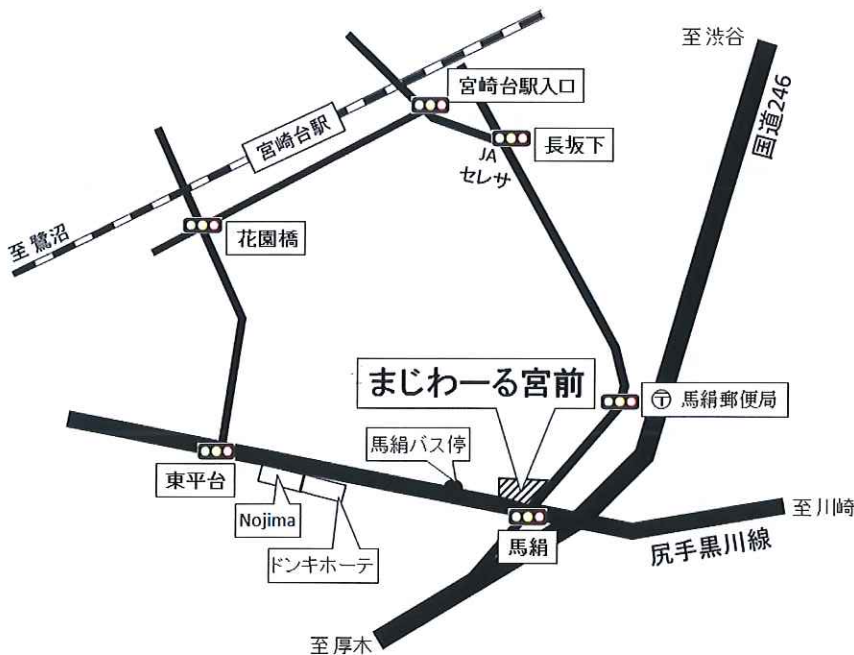 至 渋谷
国道246
宮崎台駅入口
宮崎台駅
長坂下
JA
セレサ
至 鷺沼
花園橋
まじわーる宮前
〒 馬絹郵便局
馬絹バス停
東平台
Nojima
ドンキホーテ
馬絹
至 川崎
尻手黒川線
至 厚木